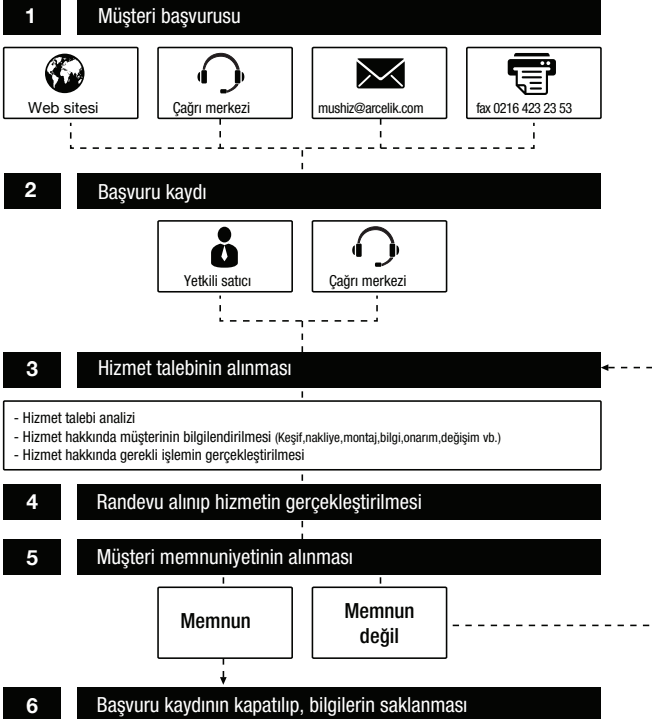 1 Müşteri başvurusu
Web sitesi
Çağrı merkezi
mushiz@arcelik.com
fax 0216 423 23 53
2 Başvuru kaydı
Yetkili satıcı
Çağrı merkezi
3 Hizmet talebinin alınması
- Hizmet talebi analizi
- Hizmet hakkında müşterinin bilgilendirilmesi (Keşif,nakliye,montaj,bilgi,onarım,değişim vb.)
- Hizmet hakkında gerekli işlemin gerçekleştirilmesi
4 Randevu alınıp hizmetin gerçekleştirilmesi
5 Müşteri memnuniyetinin alınması
Memnun
Memnun
değil
6 Başvuru kaydının kapatılıp, bilgilerin saklanması